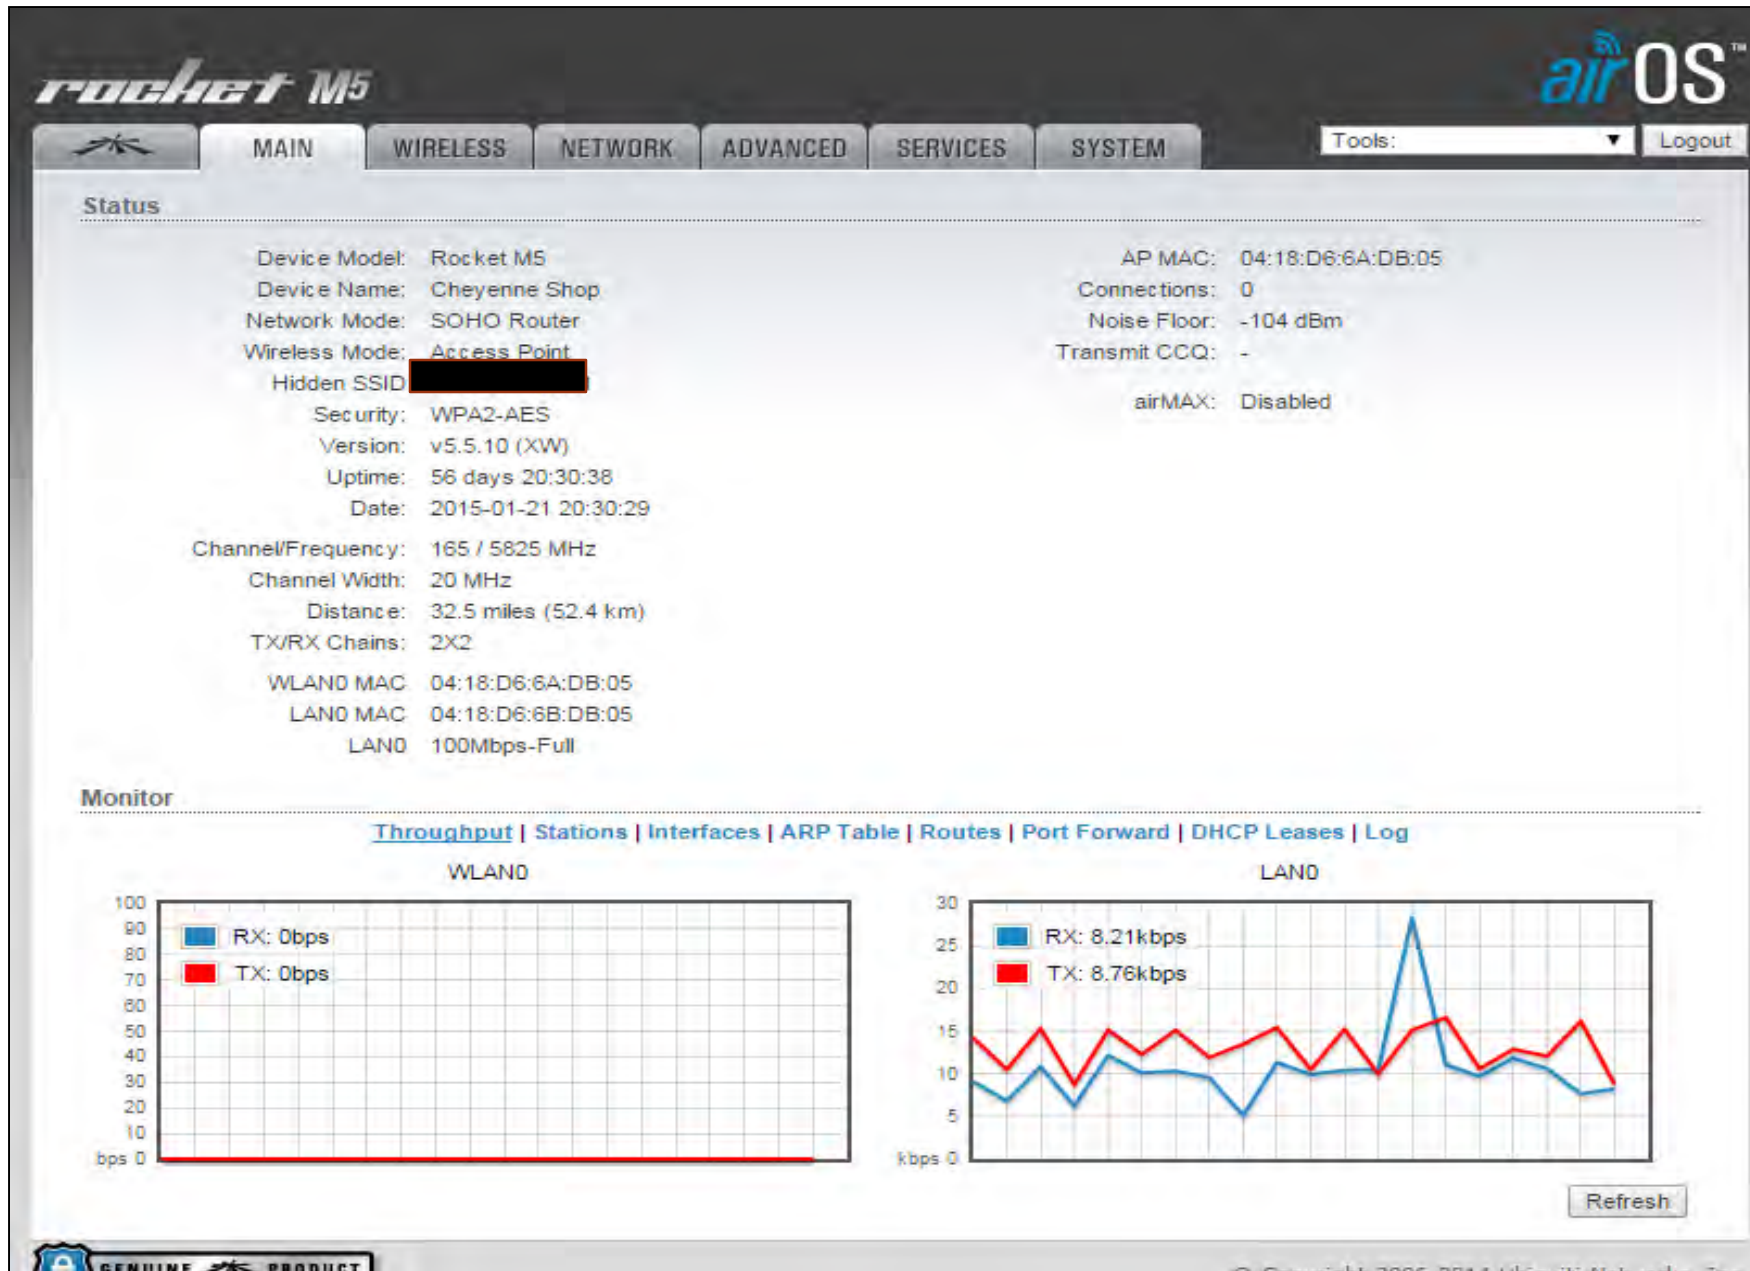 rocket M5
airOS™
MAIN WIRELESS NETWORK ADVANCED SERVICES SYSTEM Tools: Logout
Status
Device Model: Rocket M5
Device Name: Cheyenne Shop
Network Mode: SOHO Router
Wireless Mode: Access Point
Hidden SSID
Security: WPA2-AES
Version: v5.5.10 (XW)
Uptime: 56 days 20:30:38
Date: 2015-01-21 20:30:29
Channel/Frequency: 165 / 5825 MHz
Channel Width: 20 MHz
Distance: 32.5 miles (52.4 km)
TX/RX Chains: 2X2
WLAN0 MAC 04:18:D6:6A:DB:05
LAN0 MAC 04:18:D6:6B:DB:05
LAN0 100Mbps-Full
AP MAC: 04:18:D6:6A:DB:05
Connections: 0
Noise Floor: -104 dBm
Transmit CCQ: -
airMAX: Disabled
Monitor
Throughput | Stations | Interfaces | ARP Table | Routes | Port Forward | DHCP Leases | Log
WLAN0
100
90
80
70
60
50
40
30
20
10
bps 0
RX: 0bps
TX: 0bps
LAN0
30
25
20
15
10
5
kbps 0
RX: 8.21kbps
TX: 8.76kbps
Refresh
GENUINE PRODUCT